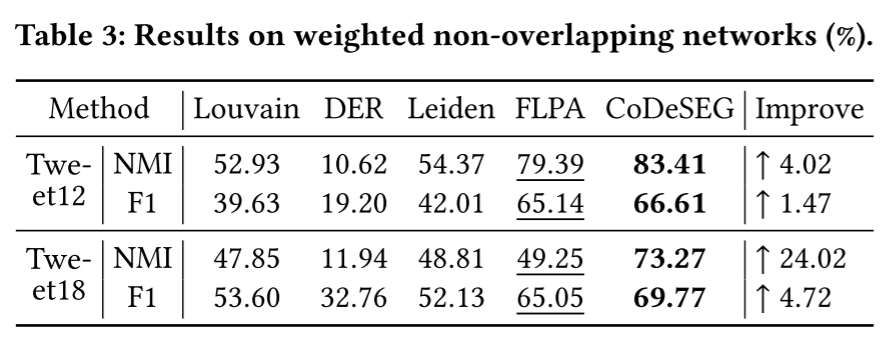 Table 3: Results on weighted non-overlapping networks (%).
Method Louvain DER Leiden FLPA CoDeSEG Improve
Twe-et12 NMI 52.93 10.62 54.37 79.39 83.41 ↑ 4.02
F1 39.63 19.20 42.01 65.14 66.61 ↑ 1.47
Twe-et18 NMI 47.85 11.94 48.81 49.25 73.27 ↑ 24.02
F1 53.60 32.76 52.13 65.05 69.77 ↑ 4.72